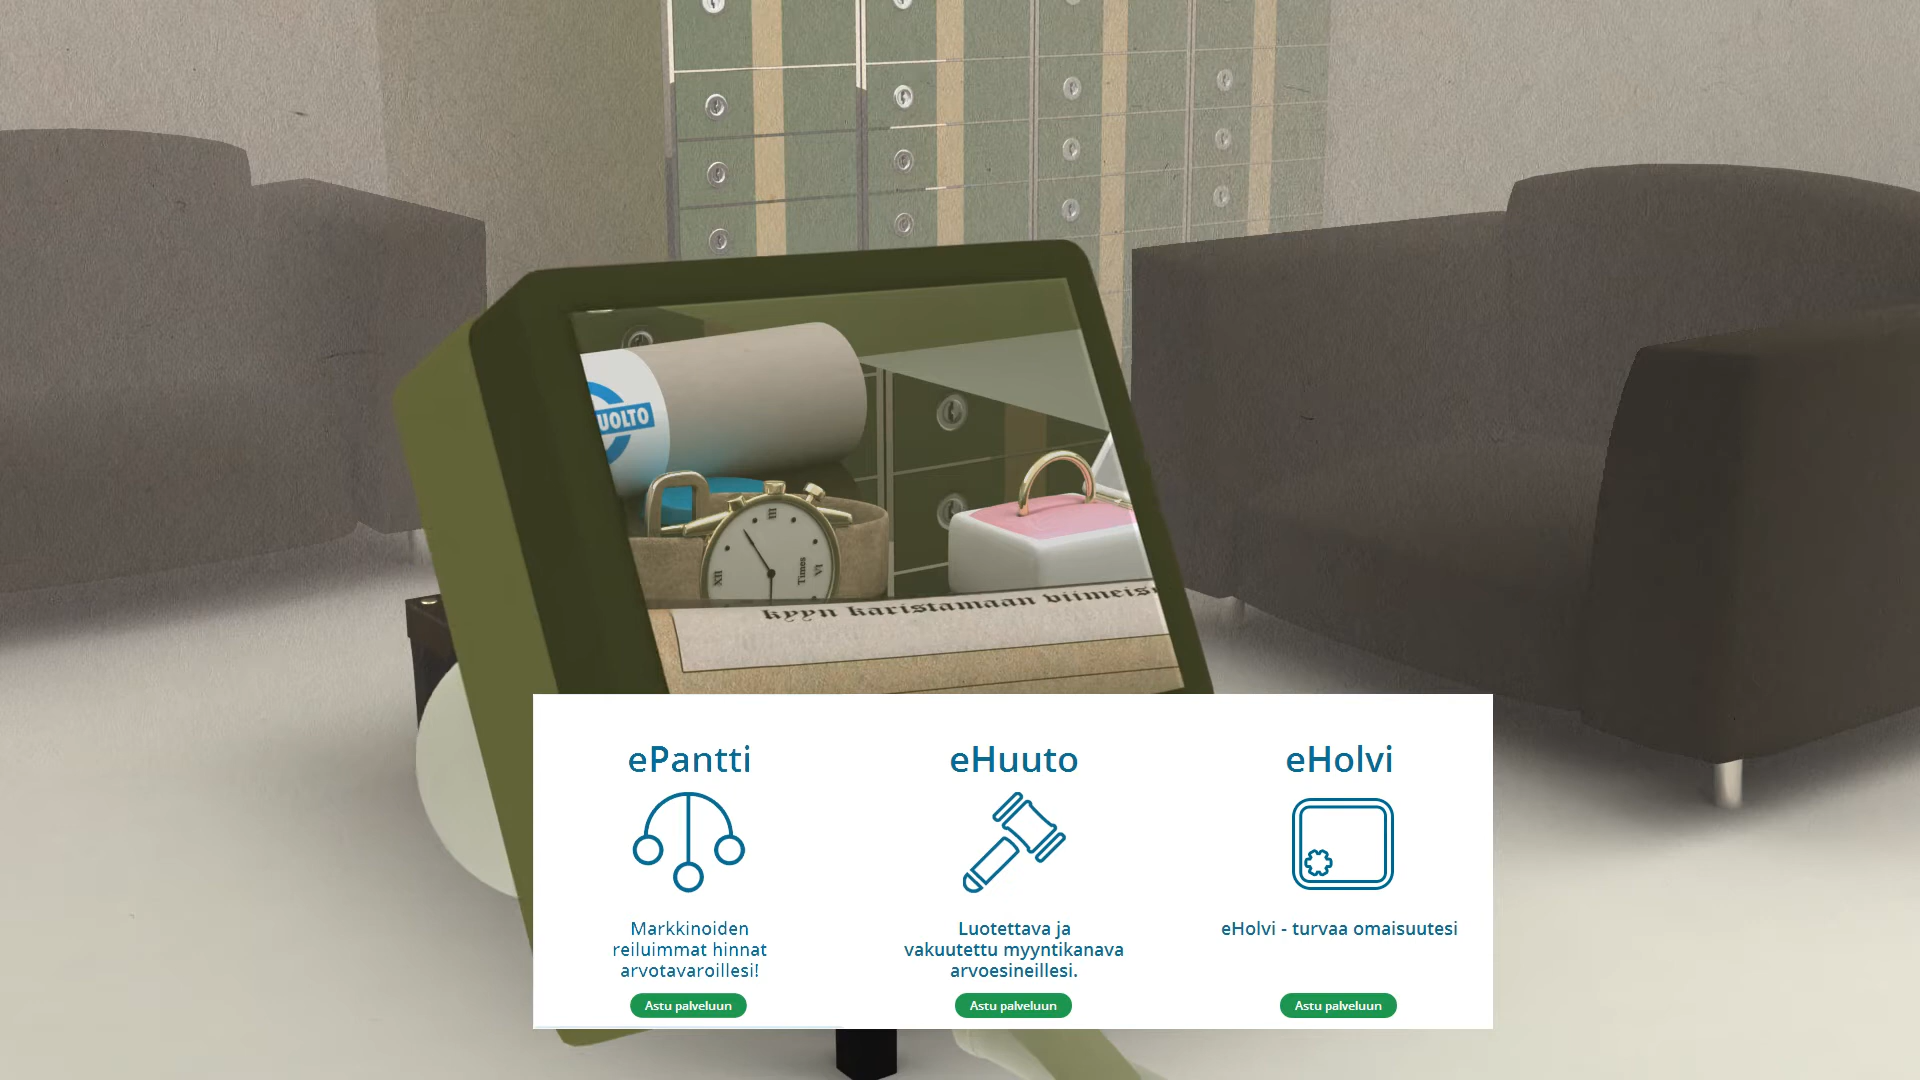 UOLTO
XII
III
VI
Times
kyyn karistamaan viimeis
ePantti
eHuuto
eHolvi
Markkinoiden
reiluimmat hinnat
arvotavaroillesi!
Luotettava ja
vakuutettu myyntikanava
arvoesineillesi.
eHolvi - turvaa omaisuutesi
Astu palveluun
Astu palveluun
Astu palveluun